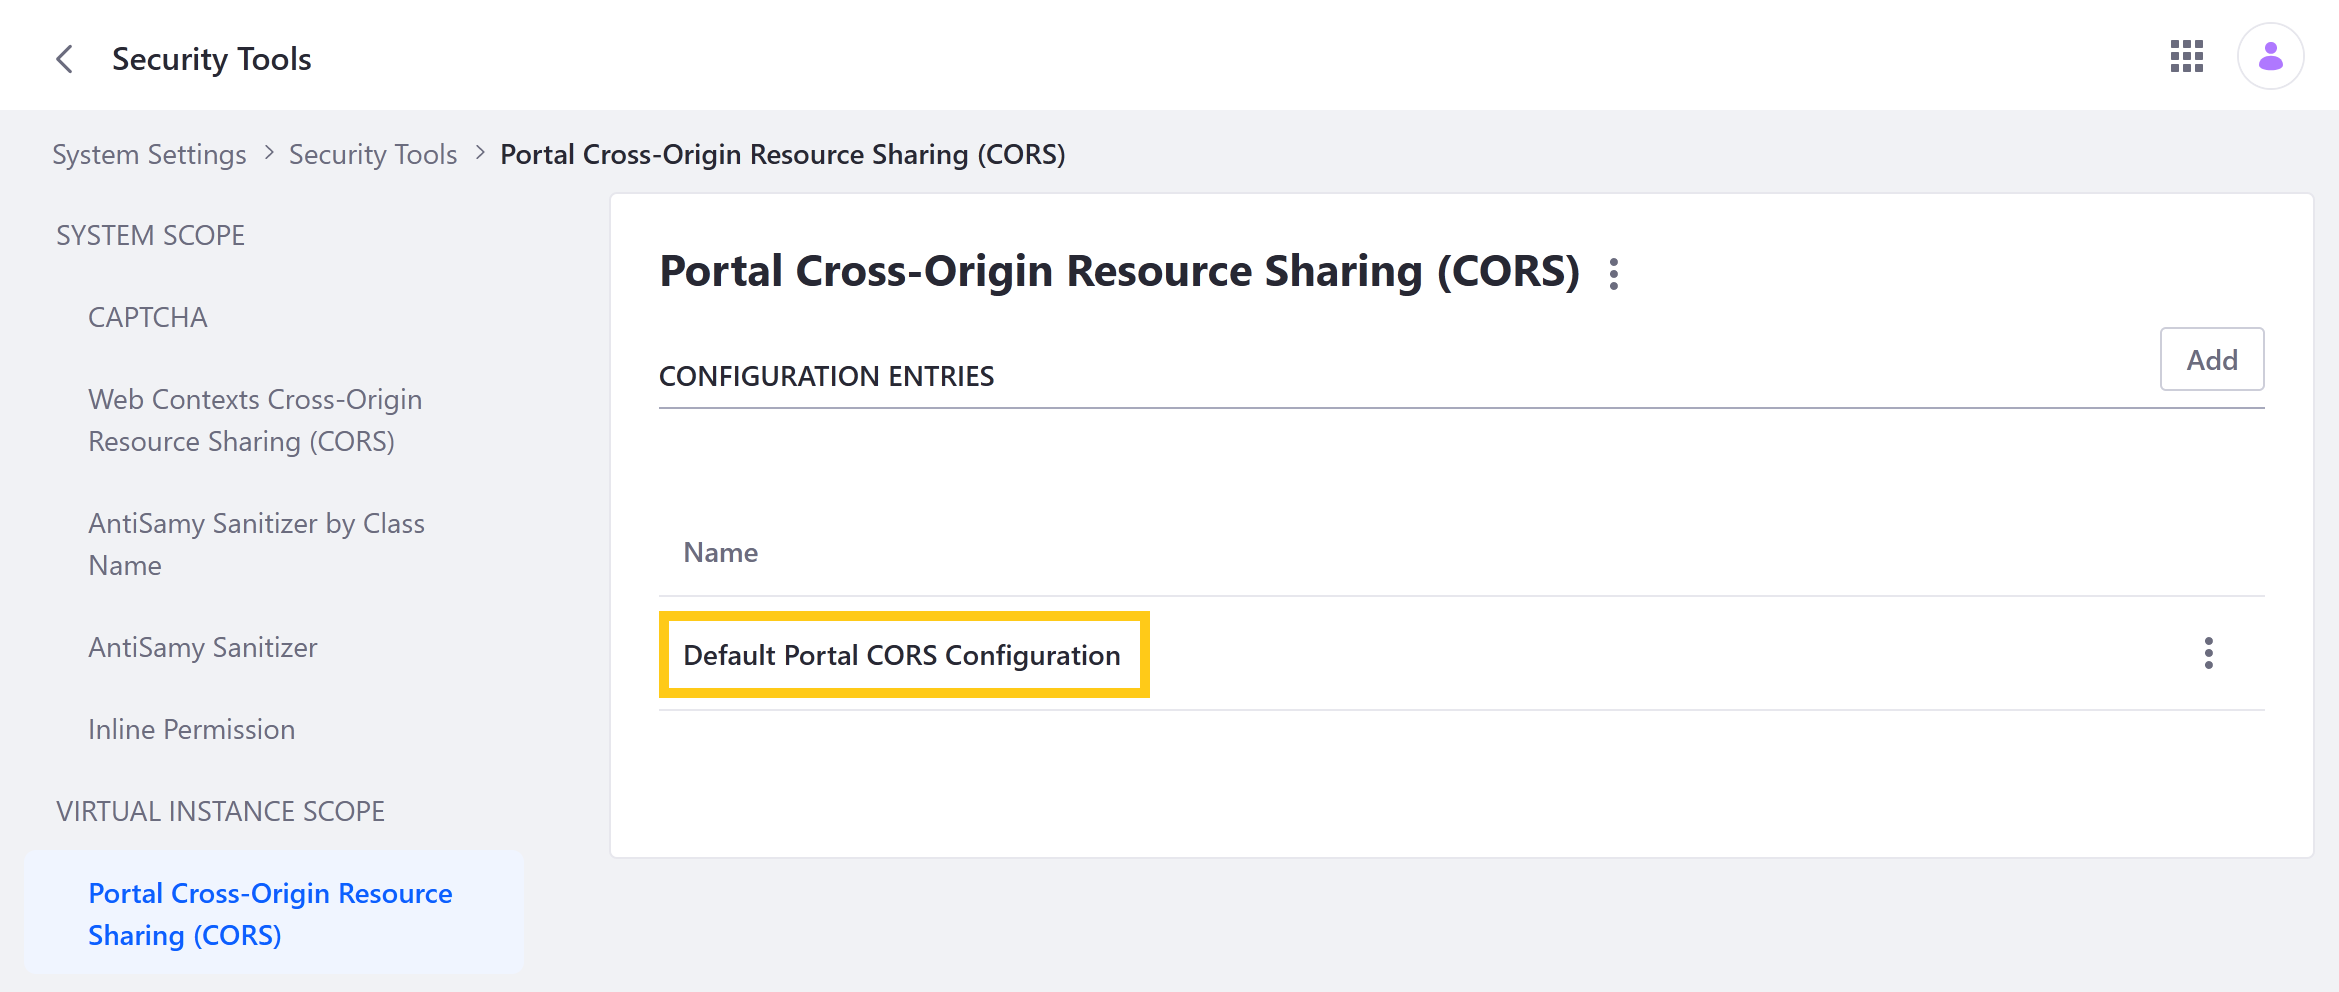 Security Tools
System Settings > Security Tools > Portal Cross-Origin Resource Sharing (CORS)
SYSTEM SCOPE
CAPTCHA
Web Contexts Cross-Origin
Resource Sharing (CORS)
AntiSamy Sanitizer by Class
Name
AntiSamy Sanitizer
Inline Permission
VIRTUAL INSTANCE SCOPE
Portal Cross-Origin Resource
Sharing (CORS)
Portal Cross-Origin Resource Sharing (CORS)
CONFIGURATION ENTRIES
Add
Name
Default Portal CORS Configuration